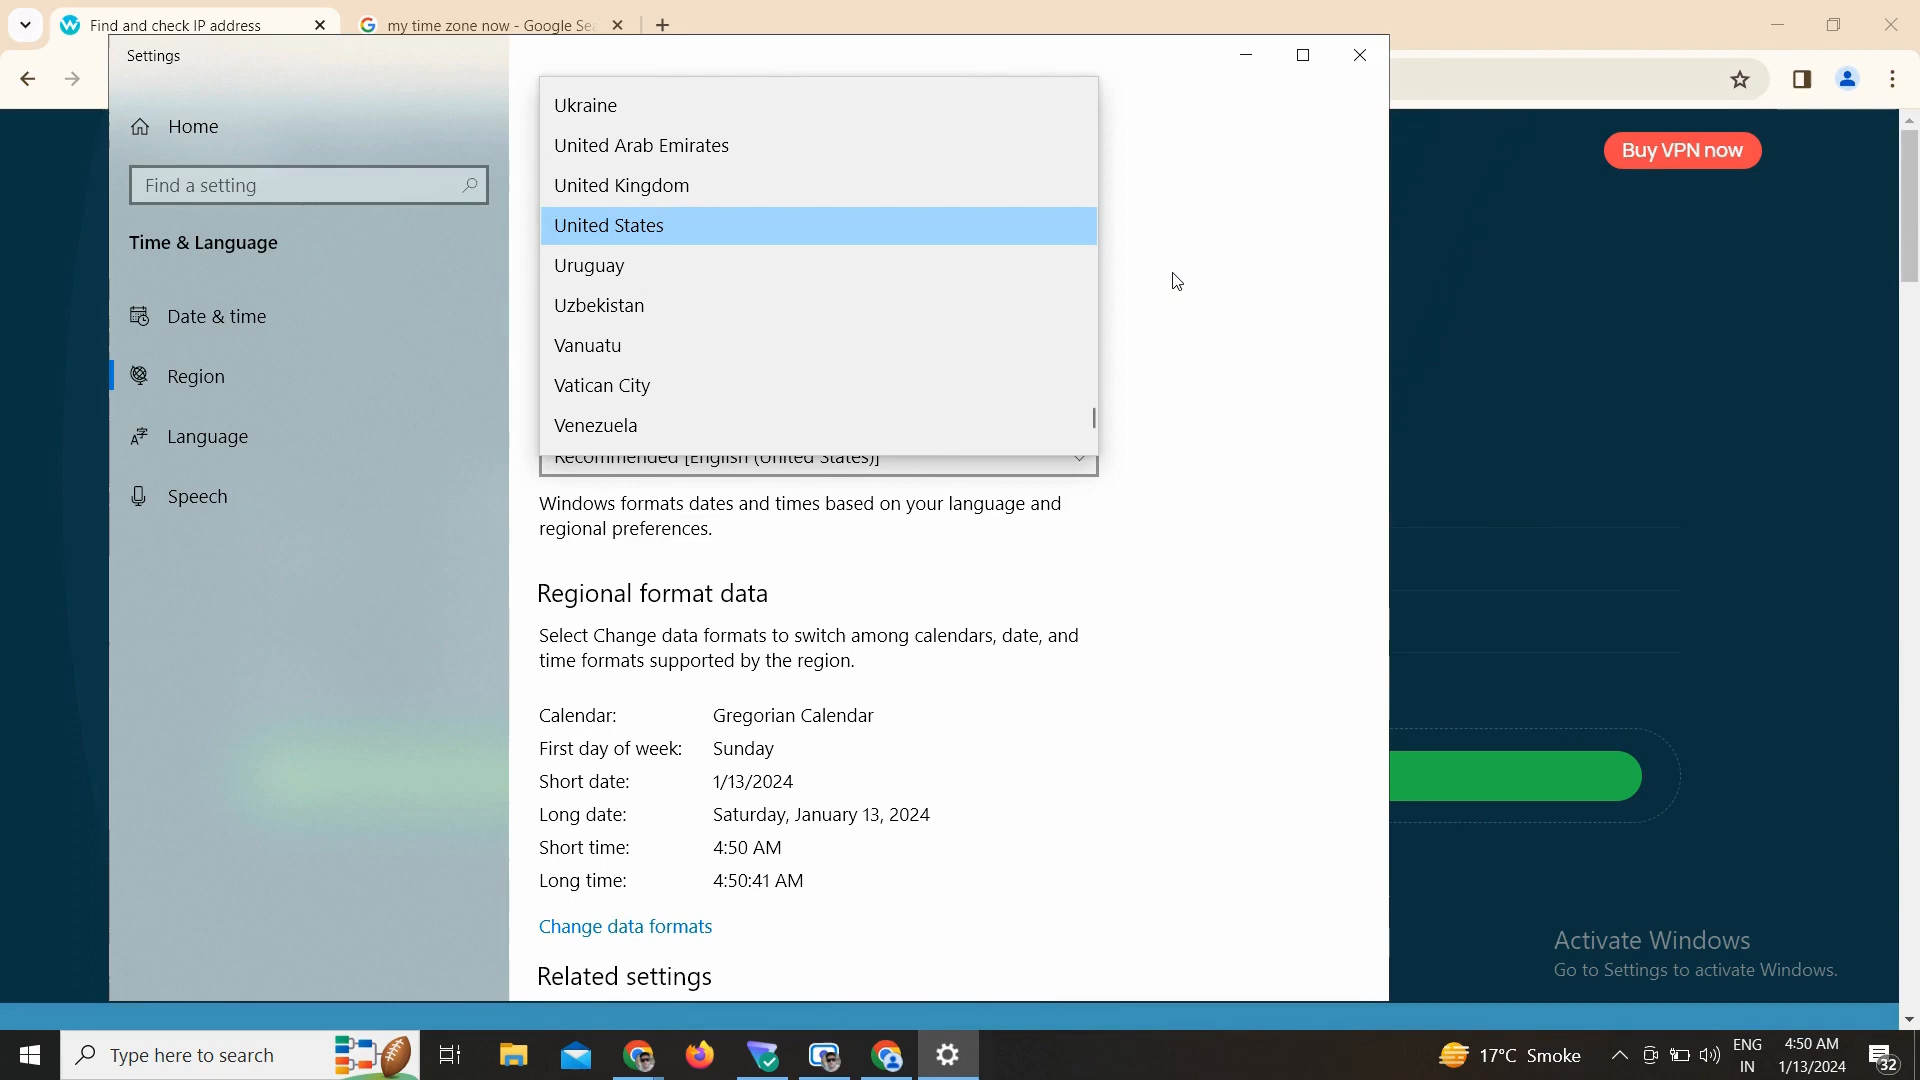 Find and check IP address
my time zone now - Google Sea
Settings
Home
Find a setting
Time & Language
Date & time
Region
Language
Speech
Ukraine
United Arab Emirates
United Kingdom
United States
Uruguay
Uzbekistan
Vanuatu
Vatican City
Venezuela
Recommended [English (United States)]
Windows formats dates and times based on your language and
regional preferences.
Regional format data
Select Change data formats to switch among calendars, date, and
time formats supported by the region.
Calendar: Gregorian Calendar
First day of week: Sunday
Short date: 1/13/2024
Long date: Saturday, January 13, 2024
Short time: 4:50 AM
Long time: 4:50:41 AM
Change data formats
Related settings
Buy VPN now
Activate Windows
Go to Settings to activate Windows.
Type here to search
17°C Smoke
ENG
IN
4:50 AM
1/13/2024
32